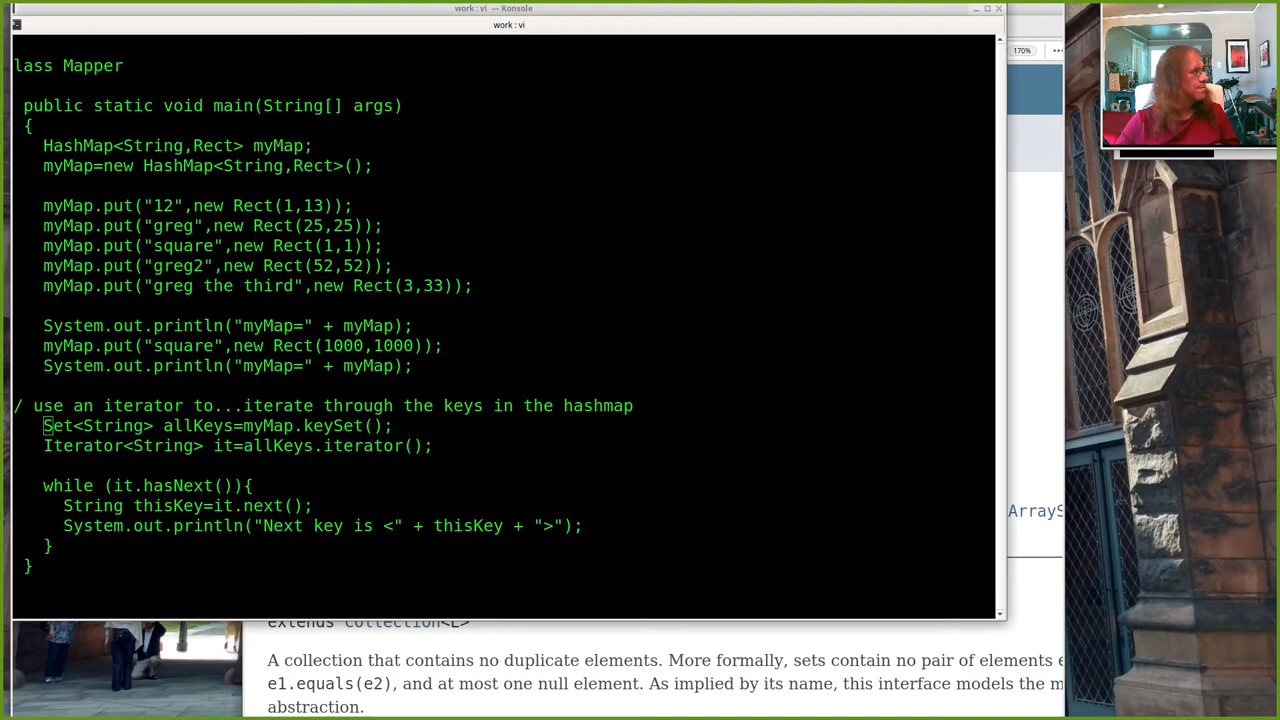 work : vi — Konsole
work : vi
lass Mapper
public static void main(String[] args)
{
HashMap<String,Rect> myMap;
myMap=new HashMap<String,Rect>();
myMap.put("12",new Rect(1,13));
myMap.put("greg",new Rect(25,25));
myMap.put("square",new Rect(1,1));
myMap.put("greg2",new Rect(52,52));
myMap.put("greg the third",new Rect(3,33));
System.out.println("myMap=" + myMap);
myMap.put("square",new Rect(1000,1000));
System.out.println("myMap=" + myMap);
/ use an iterator to...iterate through the keys in the hashmap
Set<String> allKeys=myMap.keySet();
Iterator<String> it=allKeys.iterator();
while (it.hasNext()){
String thisKey=it.next();
System.out.println("Next key is <" + thisKey + ">");
}
}
170%
ArrayS
extends Collection<E>
A collection that contains no duplicate elements. More formally, sets contain no pair of elements e
e1.equals(e2), and at most one null element. As implied by its name, this interface models the m
abstraction.